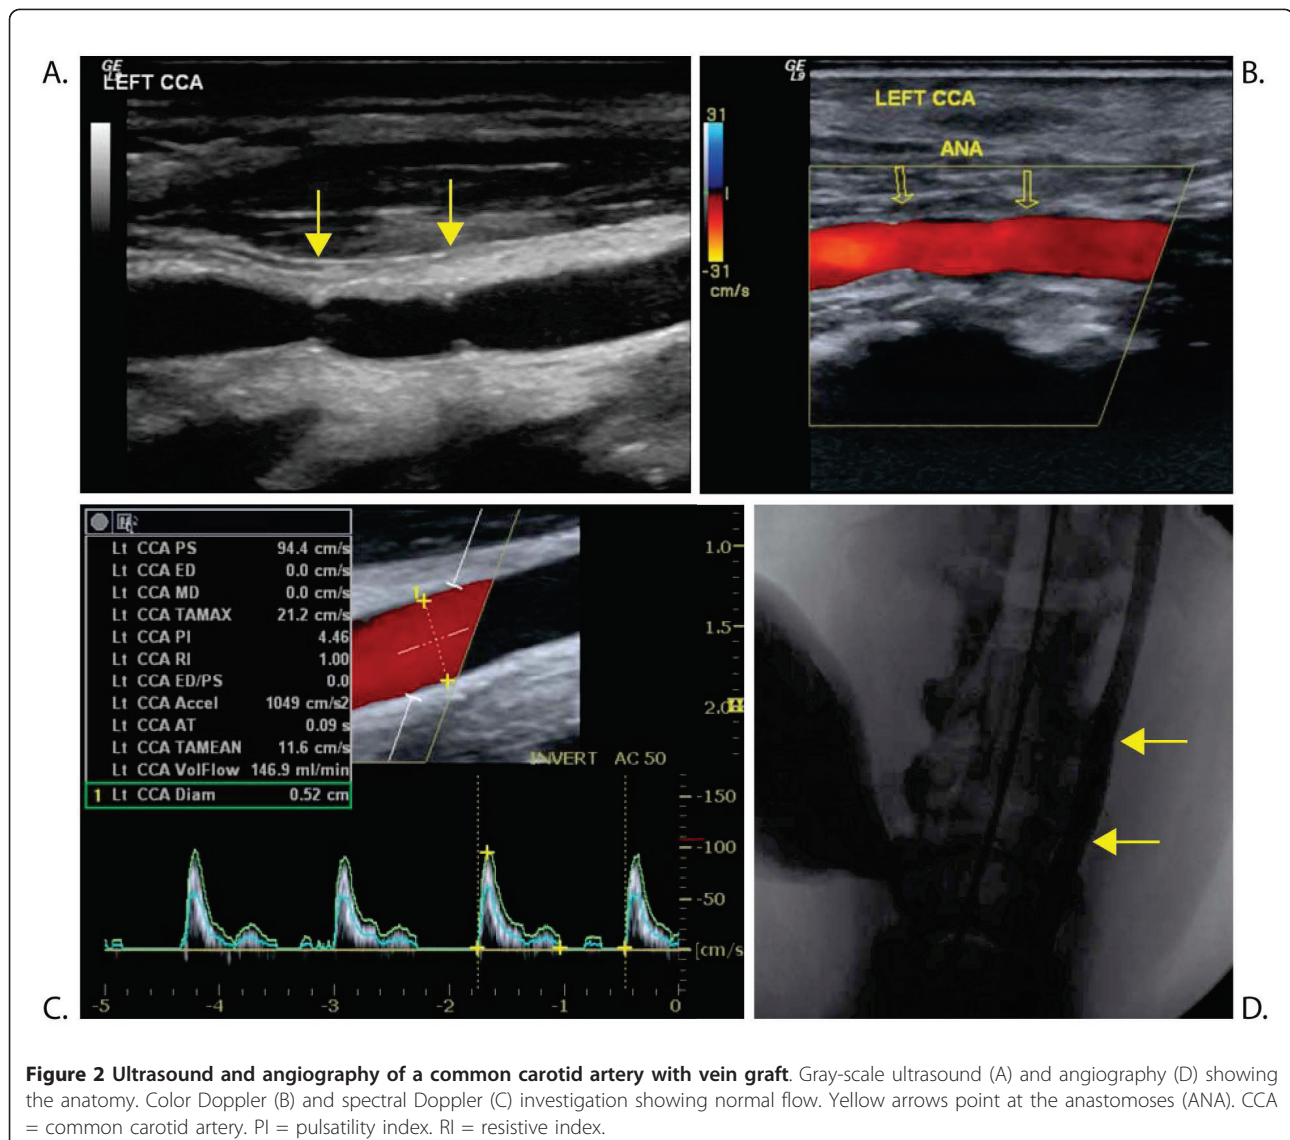 A.
GE
L9
LEFT CCA
B.
GE
L9
LEFT CCA
ANA
31
-31
cm/s
C.
Lt CCA PS 94.4 cm/s
Lt CCA ED 0.0 cm/s
Lt CCA MD 0.0 cm/s
Lt CCA TAMAX 21.2 cm/s
Lt CCA PI 4.46
Lt CCA RI 1.00
Lt CCA ED/PS 0.0
Lt CCA Accel 1049 cm/s2
Lt CCA AT 0.09 s
Lt CCA TAMEAN 11.6 cm/s
Lt CCA VolFlow 146.9 ml/min
1 Lt CCA Diam 0.52 cm
1
1.0
1.5
2.0
INVERT AC 50
-150
-100
-50
[cm/s
-5 -4 -3 -2 -1 0
D.
Figure 2 Ultrasound and angiography of a common carotid artery with vein graft. Gray-scale ultrasound (A) and angiography (D) showing
the anatomy. Color Doppler (B) and spectral Doppler (C) investigation showing normal flow. Yellow arrows point at the anastomoses (ANA). CCA
= common carotid artery. PI = pulsatility index. RI = resistive index.